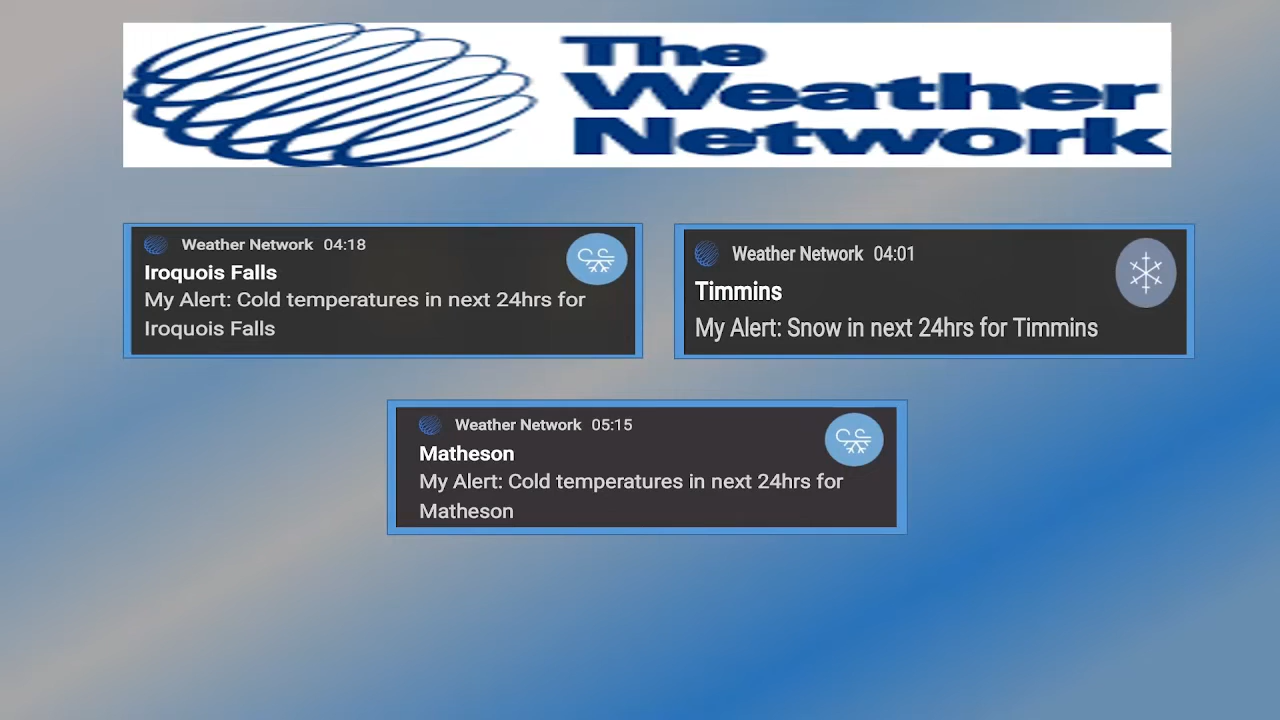 The
Weather
Network
Weather Network 04:18
Iroquois Falls
My Alert: Cold temperatures in next 24hrs for
Iroquois Falls
Weather Network 04:01
Timmins
My Alert: Snow in next 24hrs for Timmins
Weather Network 05:15
Matheson
My Alert: Cold temperatures in next 24hrs for
Matheson